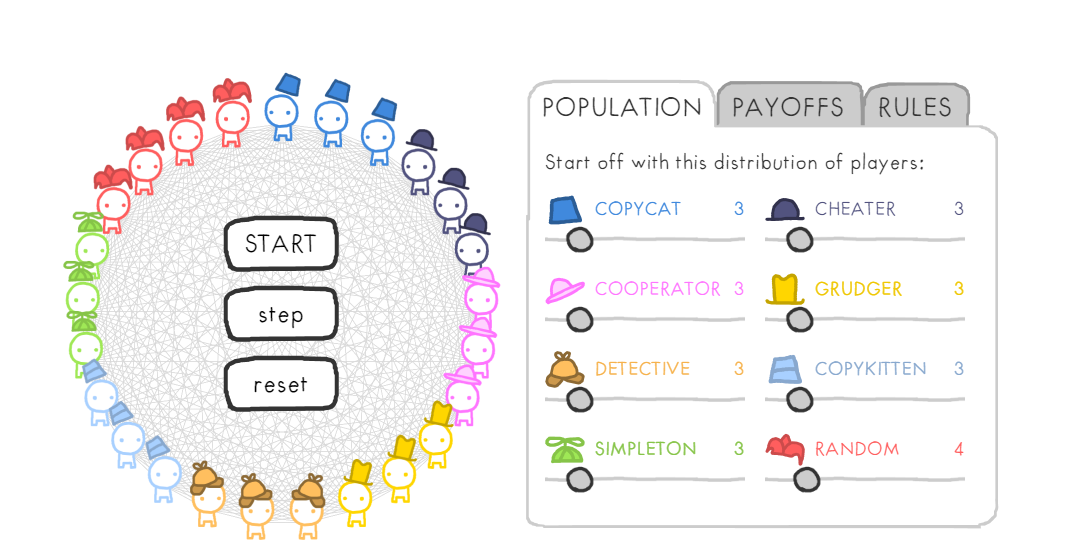 POPULATION PAYOFFS RULES
Start off with this distribution of players:
COPYCAT 3 CHEATER 3
COOPERATOR 3 GRUDGER 3
DETECTIVE 3 COPYKITTEN 3
SIMPLETON 3 RANDOM 4
START
step
reset